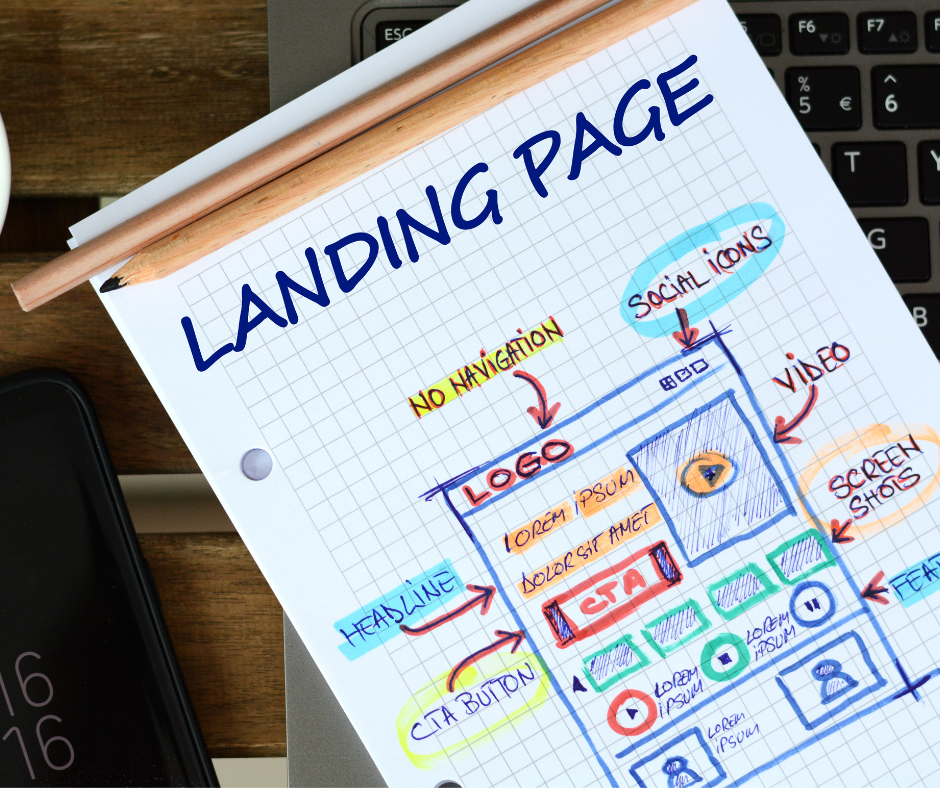 ESC
F6
F7
%
5 €
^
6
T
Y
G
B
LANDING PAGE
SOCIAL ICONS
NO NAVIGATION
VIDEO
LOGO
SCREEN
SHOTS
LOREM IPSUM
DOLOR SIT AMET
HEADLINE
CTA
CTA BUTTON
LOREM
IPSUM
LOREM
IPSUM
LOREM
IPSUM
16
16